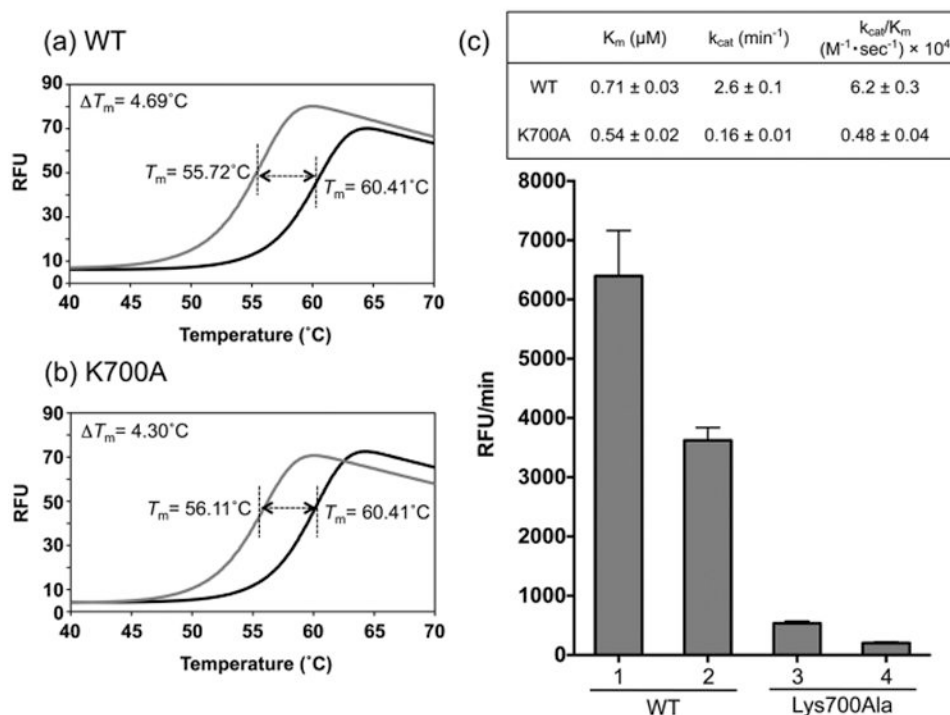 (a) WT
ΔTm= 4.69˚C
Tm= 55.72˚C
Tm= 60.41˚C
RFU
90
70
50
30
10
0
40 45 50 55 60 65 70
Temperature (˚C)
(b) K700A
ΔTm= 4.30˚C
Tm= 56.11˚C
Tm= 60.41˚C
RFU
90
70
50
30
10
0
40 45 50 55 60 65 70
Temperature (˚C)
(c)
Km (µM) kcat (min-1) kcat/Km (M-1·sec-1) × 104
WT 0.71 ± 0.03 2.6 ± 0.1 6.2 ± 0.3
K700A 0.54 ± 0.02 0.16 ± 0.01 0.48 ± 0.04
RFU/min
8000
7000
6000
5000
4000
3000
2000
1000
0
1 2 3 4
WT Lys700Ala